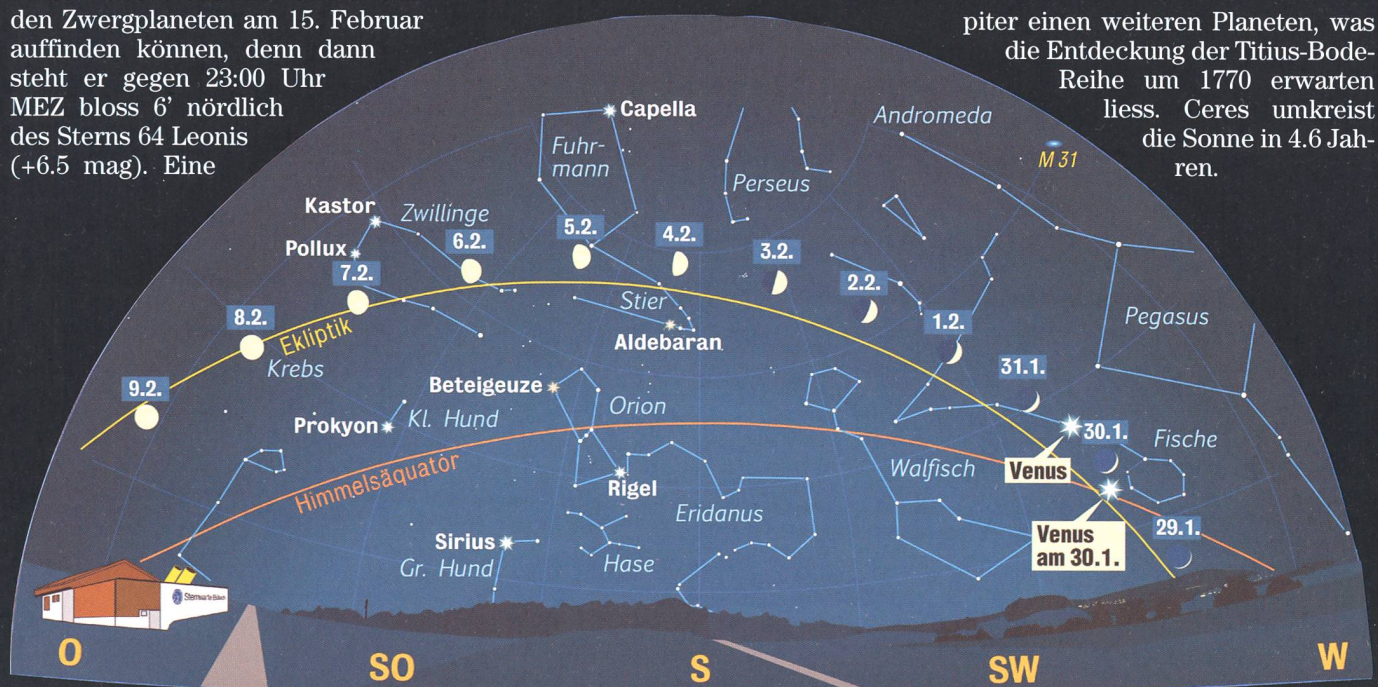 den Zwergplaneten am 15. Februar
auffinden können, denn dann
steht er gegen 23:00 Uhr
MEZ bloss 6’ nördlich
des Sterns 64 Leonis
(+6.5 mag). Eine
piter einen weiteren Planeten, was
die Entdeckung der Titius-Bode-
Reihe um 1770 erwarten
liess. Ceres umkreist
die Sonne in 4.6 Jah-
ren.
Capella
Andromeda
M 31
Fuhr-
mann
Perseus
Kastor
Zwillinge
Pollux
7.2.
6.2.
5.2.
4.2.
3.2.
2.2.
1.2.
31.1.
30.1.
29.1.
8.2.
9.2.
Ekliptik
Krebs
Stier
Aldebaran
Pegasus
Beteigeuze
Orion
Prokyon
Kl. Hund
Himmelsäquator
Rigel
Eridanus
Walfisch
Fische
Venus
Venus
am 30.1.
Sirius
Gr. Hund
Hase
Sternwarte Bülach
O
SO
S
SW
W